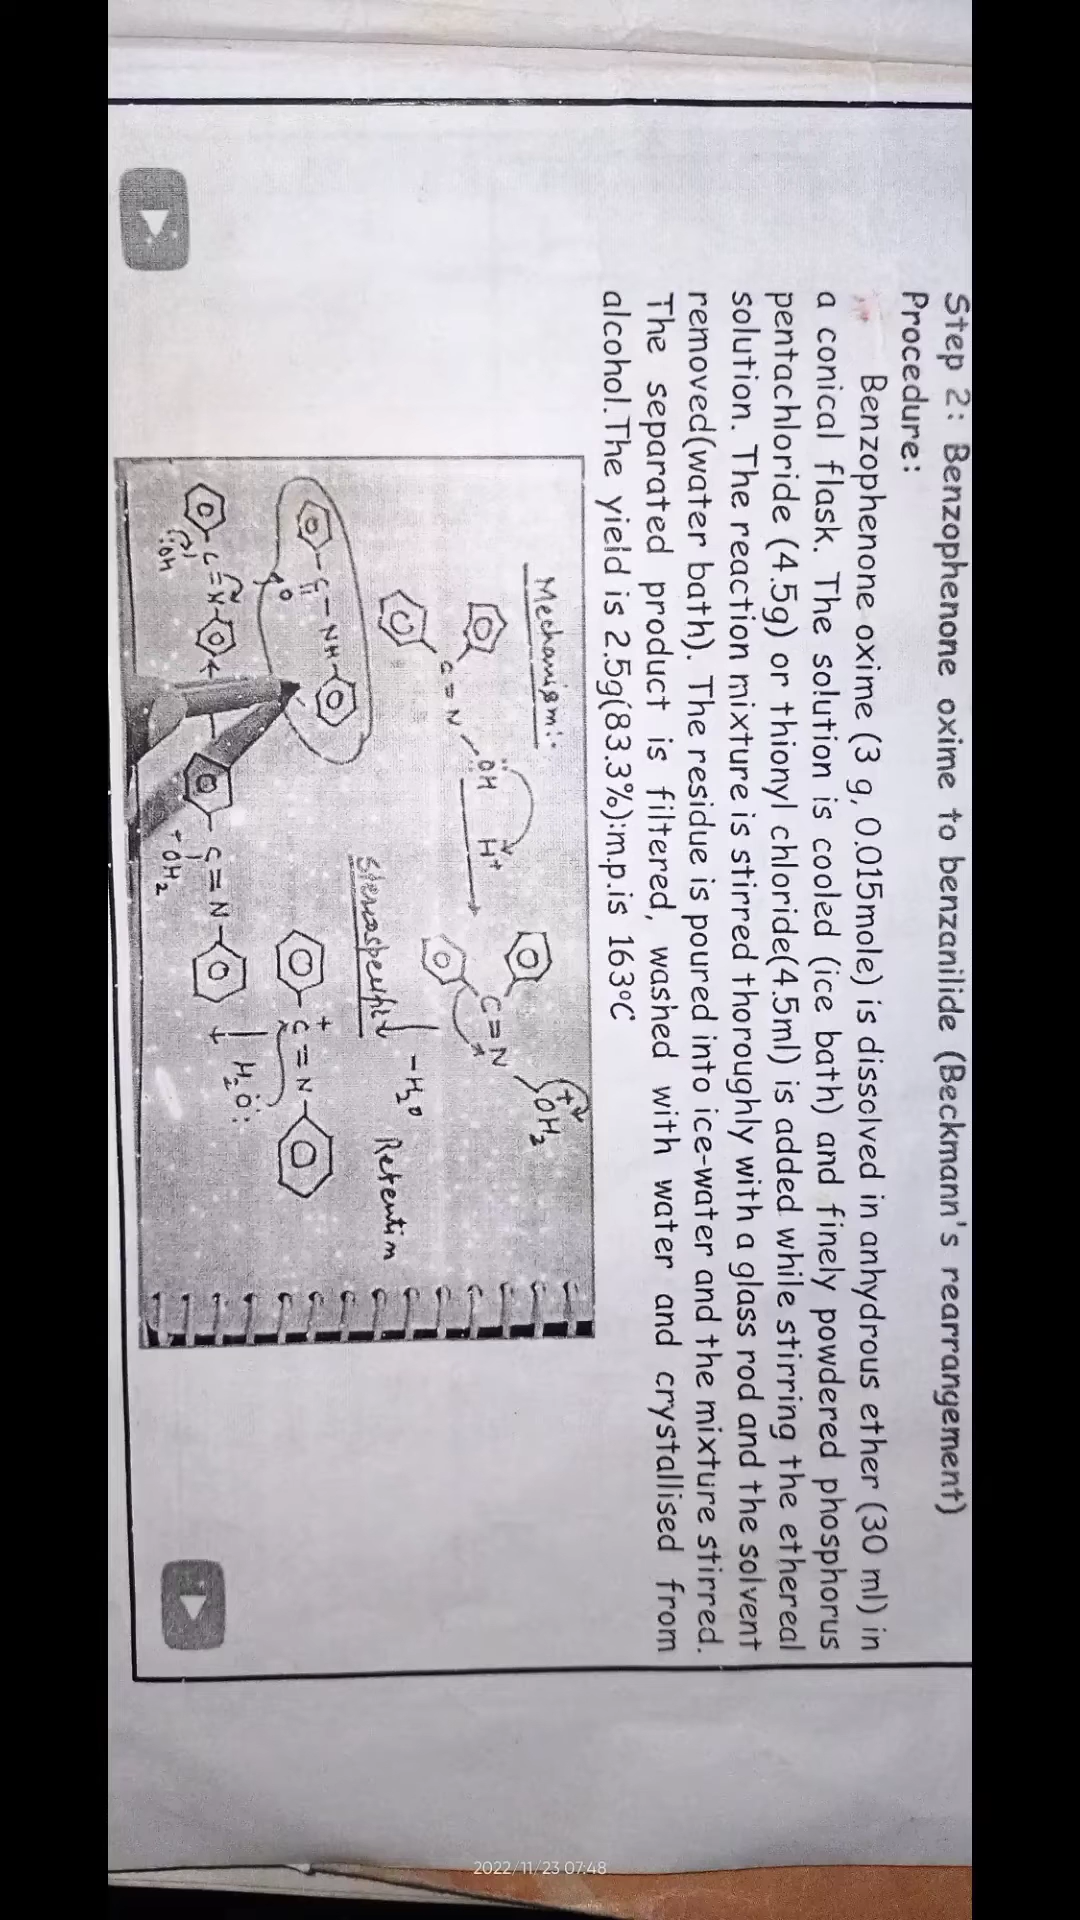 Step 2: Benzophenone oxime to benzanilide (Beckmann's rearrangement)
Procedure:
Benzophenone oxime (3 g, 0.015mole) is dissolved in anhydrous ether (30 ml) in
a conical flask. The solution is cooled (ice bath) and finely powdered phosphorus
pentachloride (4.5g) or thionyl chloride(4.5ml) is added while stirring the ethereal
solution. The reaction mixture is stirred thoroughly with a glass rod and the solvent
removed(water bath). The residue is poured into ice-water and the mixture stirred.
The separated product is filtered, washed with water and crystallised from
alcohol.The yield is 2.5g(83.3%):m.p.is 163°C
Mechanism:-
C=N
ÖH
H+
C=N
+
OH2
-H2O
Retention
C-NH
O
+
C=N
H2Ö:
C=N
:ÖH
C=N
+OH2
2022/11/23 07:48